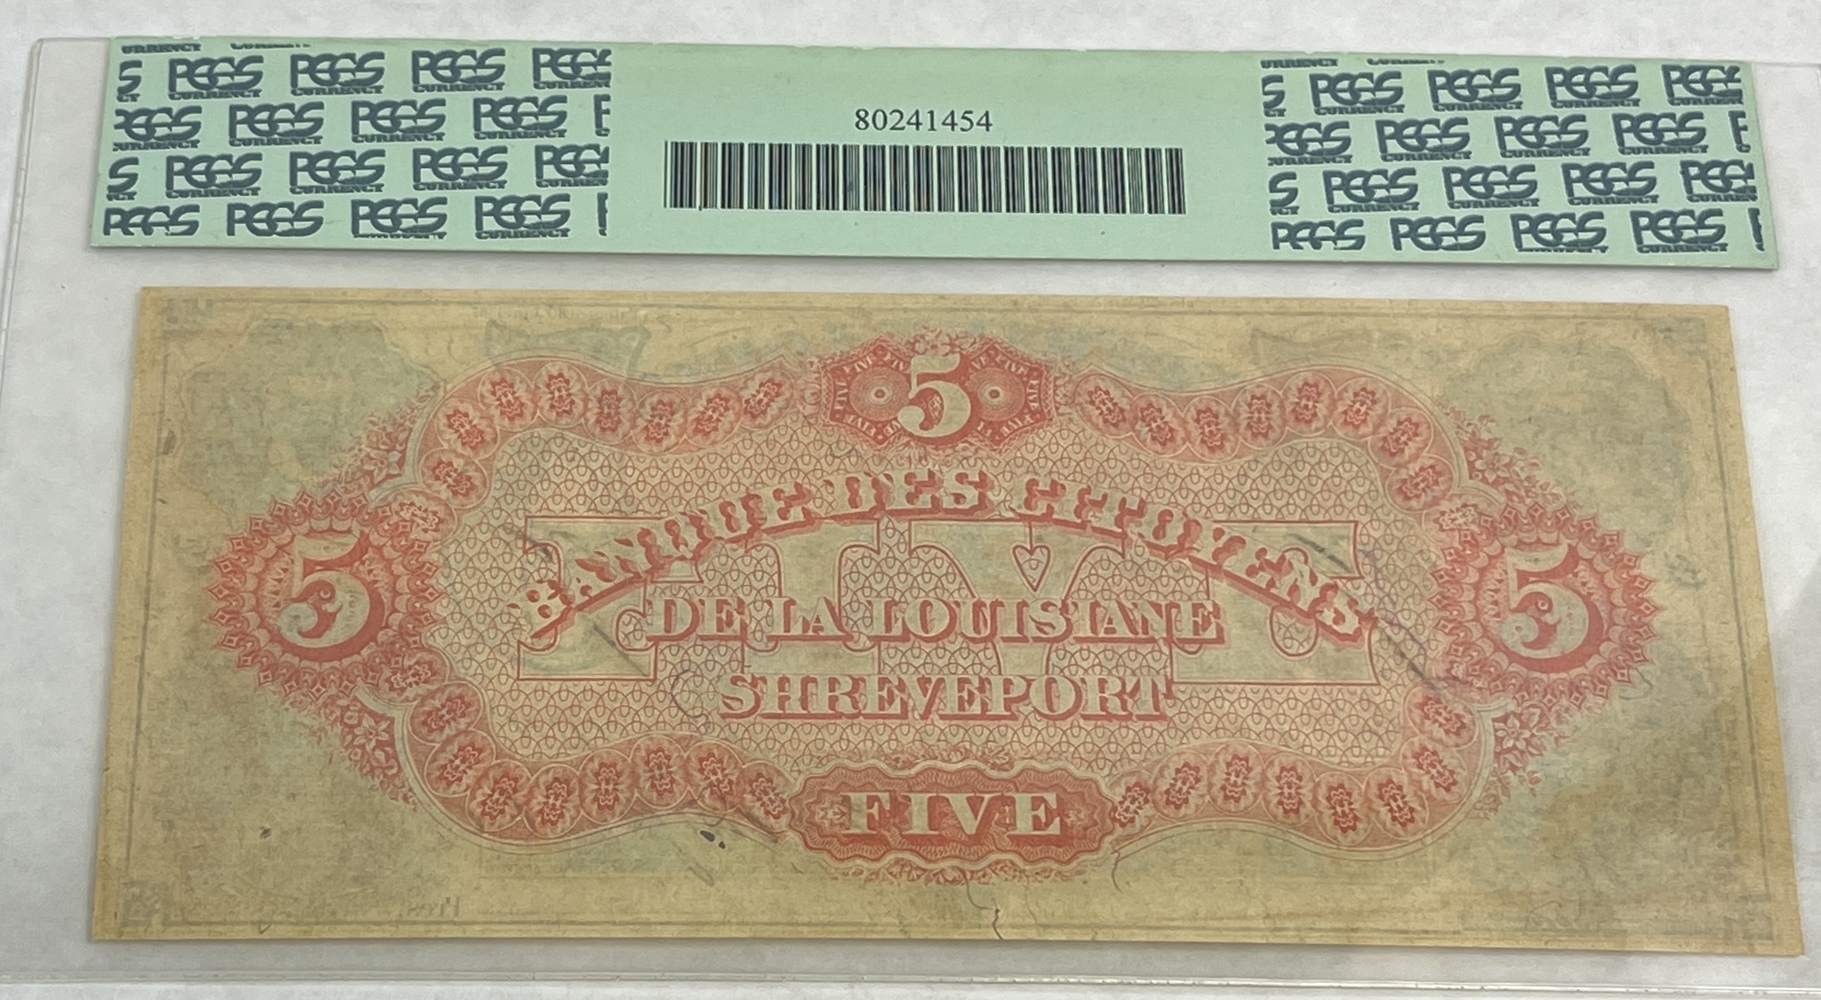 PCGS CURRENCY
80241454
5
BANQUE DES CITOYENS
FIVE
DE LA LOUISIANE
SHREVEPORT
5
5
FIVE